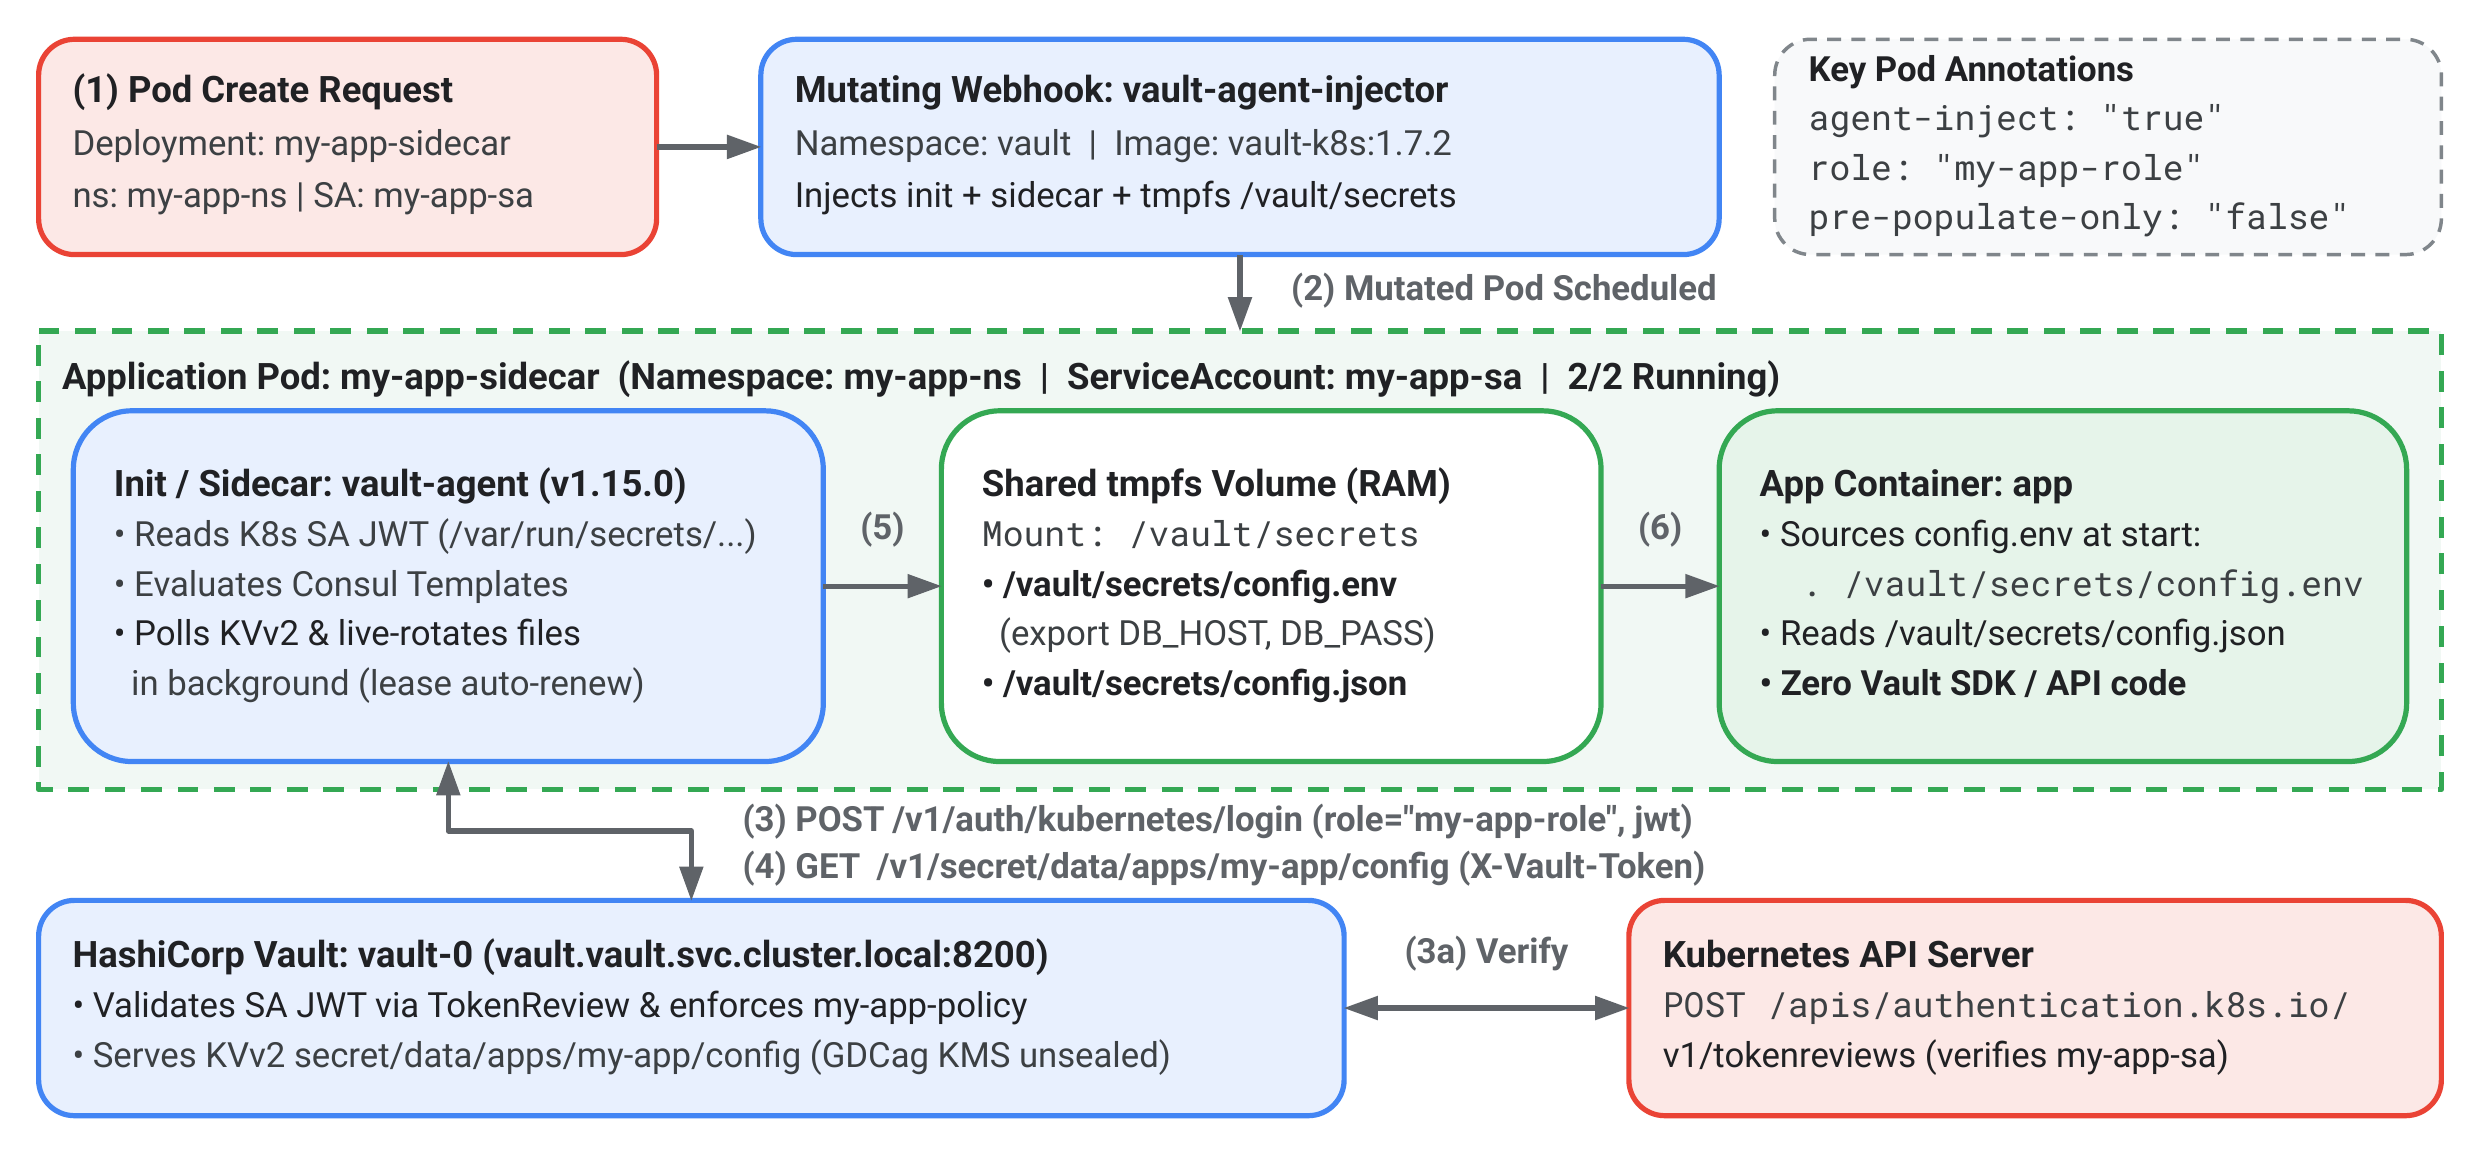 (1) Pod Create Request
Deployment: my-app-sidecar
ns: my-app-ns | SA: my-app-sa
Mutating Webhook: vault-agent-injector
Namespace: vault | Image: vault-k8s:1.7.2
Injects init + sidecar + tmpfs /vault/secrets
Key Pod Annotations
agent-inject: "true"
role: "my-app-role"
pre-populate-only: "false"
(2) Mutated Pod Scheduled
Application Pod: my-app-sidecar (Namespace: my-app-ns | ServiceAccount: my-app-sa | 2/2 Running)
Init / Sidecar: vault-agent (v1.15.0)
• Reads K8s SA JWT (/var/run/secrets/...)
• Evaluates Consul Templates
• Polls KVv2 & live-rotates files
in background (lease auto-renew)
(5)
Shared tmpfs Volume (RAM)
Mount: /vault/secrets
• /vault/secrets/config.env
(export DB_HOST, DB_PASS)
• /vault/secrets/config.json
(6)
App Container: app
• Sources config.env at start:
. /vault/secrets/config.env
• Reads /vault/secrets/config.json
• Zero Vault SDK / API code
(3) POST /v1/auth/kubernetes/login (role="my-app-role", jwt)
(4) GET /v1/secret/data/apps/my-app/config (X-Vault-Token)
HashiCorp Vault: vault-0 (vault.vault.svc.cluster.local:8200)
• Validates SA JWT via TokenReview & enforces my-app-policy
• Serves KVv2 secret/data/apps/my-app/config (GDCag KMS unsealed)
(3a) Verify
Kubernetes API Server
POST /apis/authentication.k8s.io/
v1/tokenreviews (verifies my-app-sa)